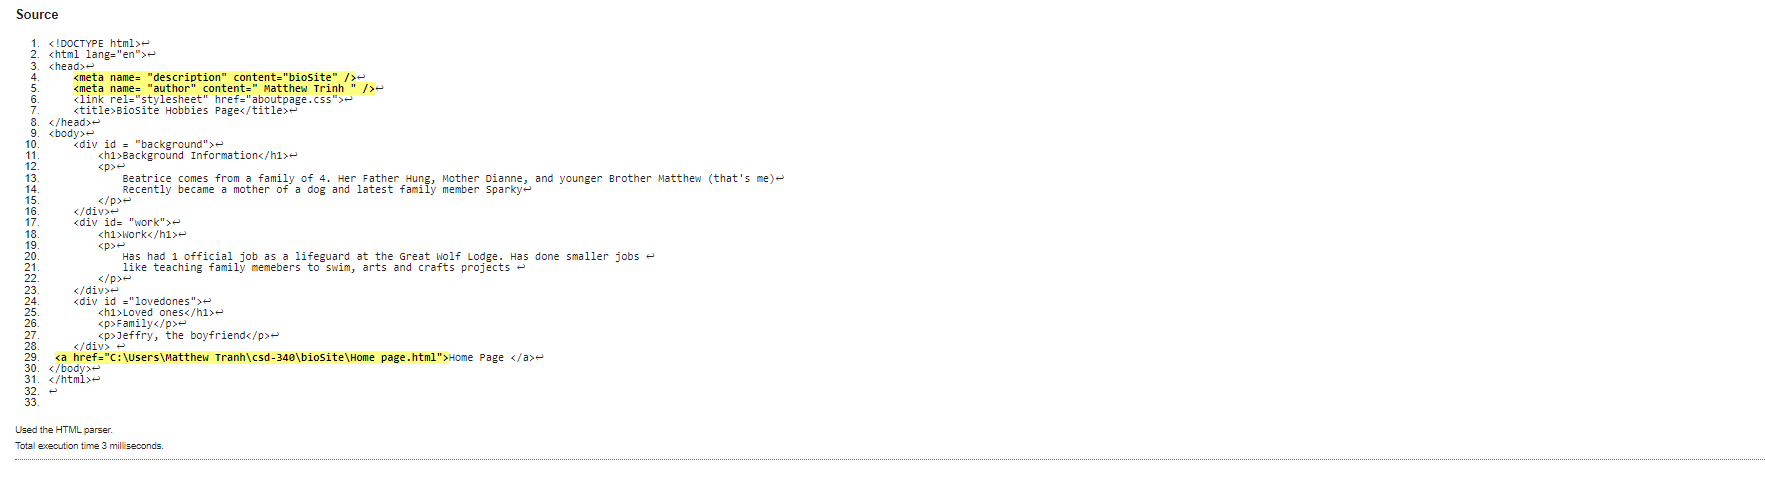 Source
1. <!DOCTYPE html>↩
2. <html lang="en">↩
3. <head>↩
4.     <meta name= "description" content="bioSite" />↩
5.     <meta name= "author" content=" Matthew Trinh " />↩
6.     <link rel="stylesheet" href="aboutpage.css">↩
7.     <title>BioSite Hobbies Page</title>↩
8. </head>↩
9. <body>↩
10.     <div id = "background">↩
11.         <h1>Background Information</h1>↩
12.         <p>↩
13.             Beatrice comes from a family of 4. Her Father Hung, Mother Dianne, and younger Brother Matthew (that's me)↩
14.             Recently became a mother of a dog and latest family member Sparky↩
15.         </p>↩
16.     </div>↩
17.     <div id= "work">↩
18.         <h1>Work</h1>↩
19.         <p>↩
20.             Has had 1 official job as a lifeguard at the Great Wolf Lodge. Has done smaller jobs ↩
21.             like teaching family memebers to swim, arts and crafts projects ↩
22.         </p>↩
23.     </div>↩
24.     <div id ="lovedones">↩
25.         <h1>Loved ones</h1>↩
26.         <p>Family</p>↩
27.         <p>Jeffry, the boyfriend</p>↩
28.     </div> ↩
29.  <a href="C:\Users\Matthew Tranh\csd-340\bioSite\Home page.html">Home Page </a>↩
30. </body>↩
31. </html>↩
32. ↩
33.
Used the HTML parser.
Total execution time 3 milliseconds.